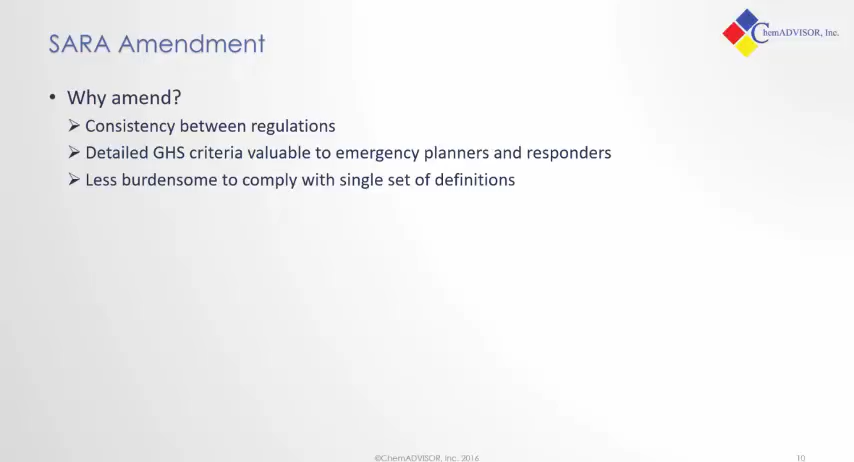 SARA Amendment
ChemADVISOR, Inc.
• Why amend?
➢ Consistency between regulations
➢ Detailed GHS criteria valuable to emergency planners and responders
➢ Less burdensome to comply with single set of definitions
©ChemADVISOR, Inc. 2016
10